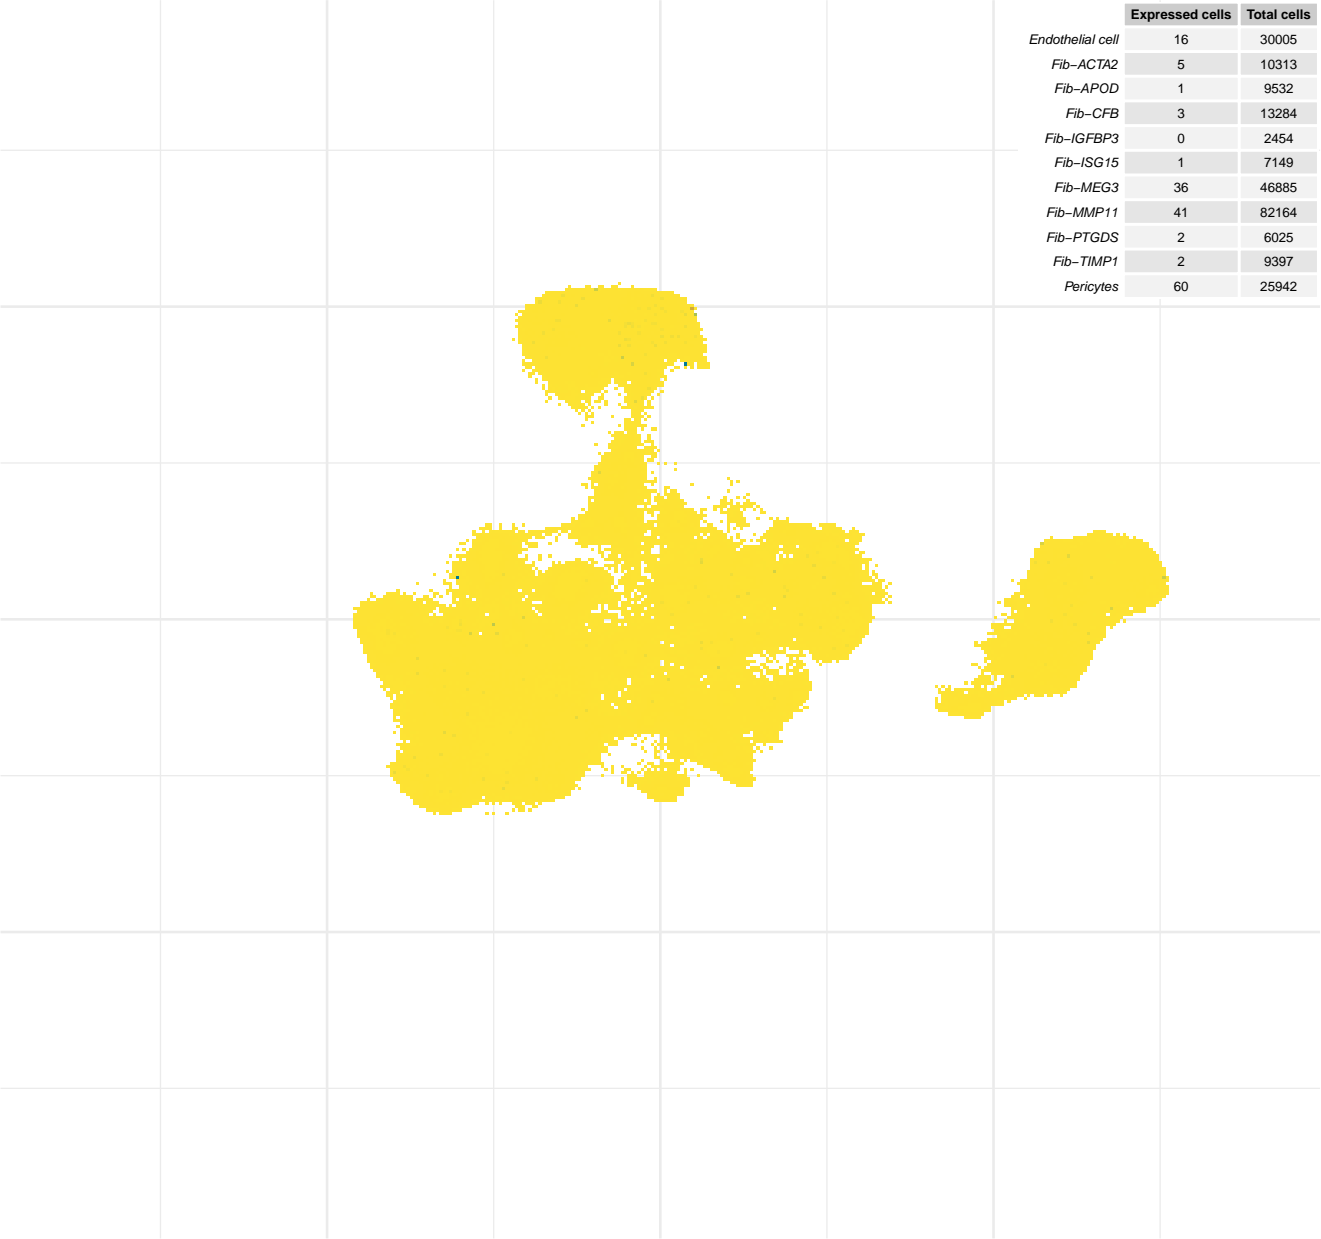 Expressed cells Total cells
Endothelial cell 16 30005
Fib−ACTA2 5 10313
Fib−APOD 1 9532
Fib−CFB 3 13284
Fib−IGFBP3 0 2454
Fib−ISG15 1 7149
Fib−MEG3 36 46885
Fib−MMP11 41 82164
Fib−PTGDS 2 6025
Fib−TIMP1 2 9397
Pericytes 60 25942